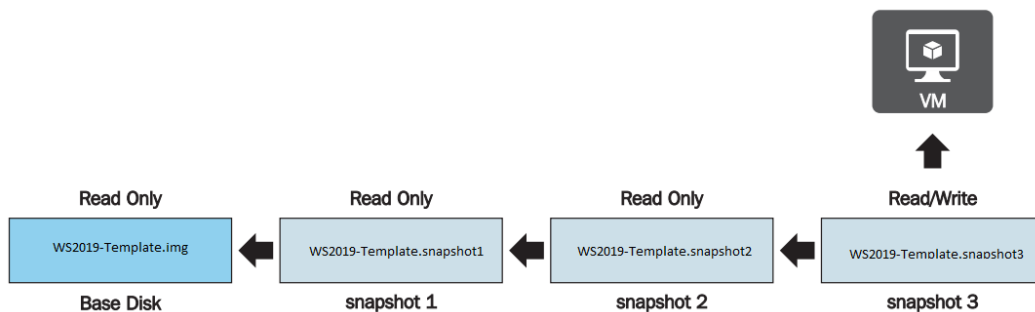 VM
Read Only
Read Only
Read Only
Read/Write
WS2019-Template.img
WS2019-Template.snapshot1
WS2019-Template.snapshot2
WS2019-Template.snapshot3
Base Disk
snapshot 1
snapshot 2
snapshot 3